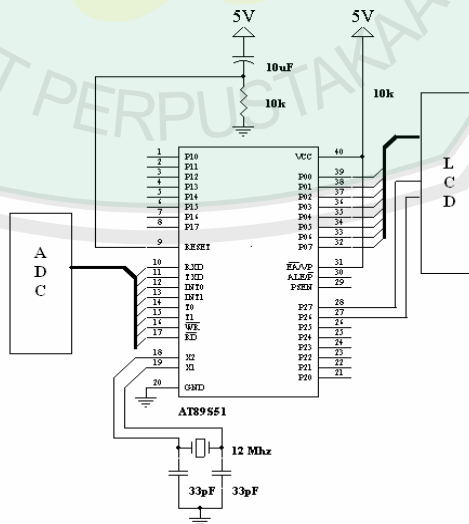 5V
5V
T PERPUSTAKAA
10uF
10k
10k
1 P10
2 P11
3 P12
4 P13
5 P14
6 P15
7 P16
8 P17
9 RESET
10 RXD
11 TXD
12 INT0
13 INT1
14 T0
15 T1
16 WR
17 RD
18 X2
19 X1
20 GND
VCC 40
P00 39
P01 38
P02 37
P03 36
P04 35
P05 34
P06 33
P07 32
EA/VP 31
ALE/P 30
PSEN 29
P27 28
P26 27
P25 26
P24 25
P23 24
P22 23
P21 22
P20 21
A
D
C
L
C
D
AT89S51
12 Mhz
33pF
33pF